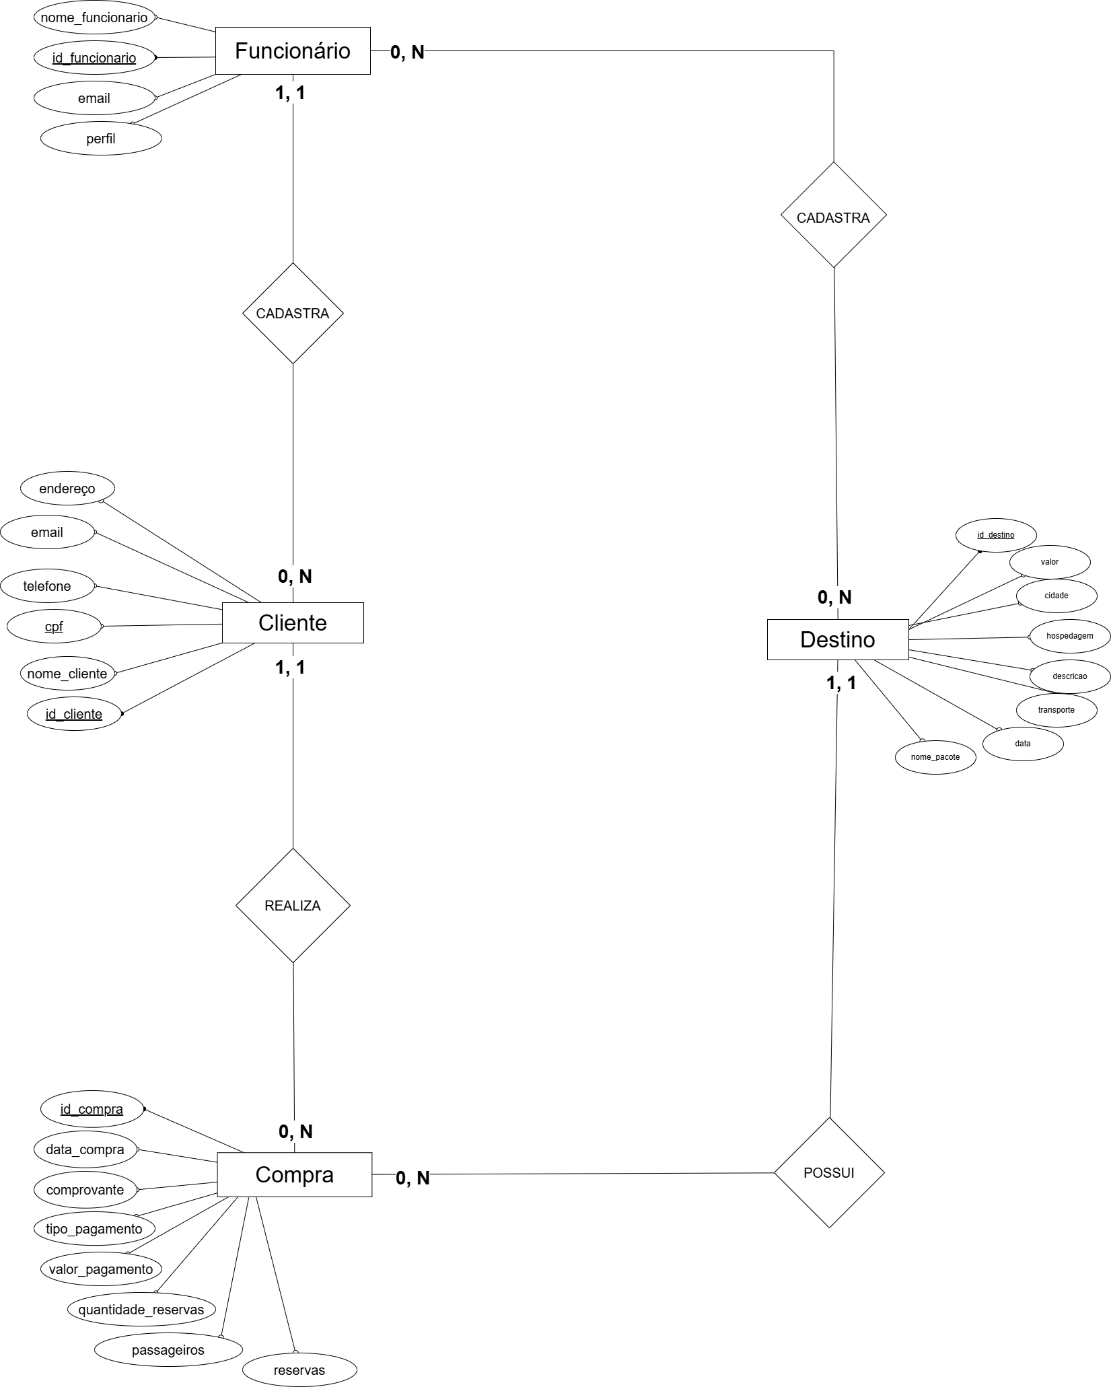 nome_funcionario
Funcionário
0, N
id_funcionario
1, 1
email
perfil
CADASTRA
CADASTRA
endereço
email
0, N
telefone
Cliente
cpf
1, 1
nome_cliente
id_cliente
id_destino
valor
cidade
0, N
Destino
hospedagem
1, 1
descricao
transporte
data
nome_pacote
REALIZA
id_compra
0, N
data_compra
Compra
0, N
POSSUI
comprovante
tipo_pagamento
valor_pagamento
quantidade_reservas
passageiros
reservas